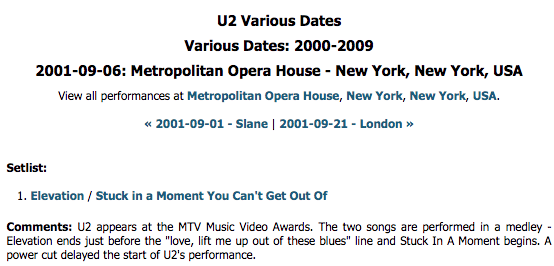 U2 Various Dates
Various Dates: 2000-2009
2001-09-06: Metropolitan Opera House - New York, New York, USA
View all performances at Metropolitan Opera House, New York, New York, USA.
« 2001-09-01 - Slane | 2001-09-21 - London »
Setlist:
1. Elevation / Stuck in a Moment You Can't Get Out Of
Comments: U2 appears at the MTV Music Video Awards. The two songs are performed in a medley -
Elevation ends just before the "love, lift me up out of these blues" line and Stuck In A Moment begins. A
power cut delayed the start of U2's performance.